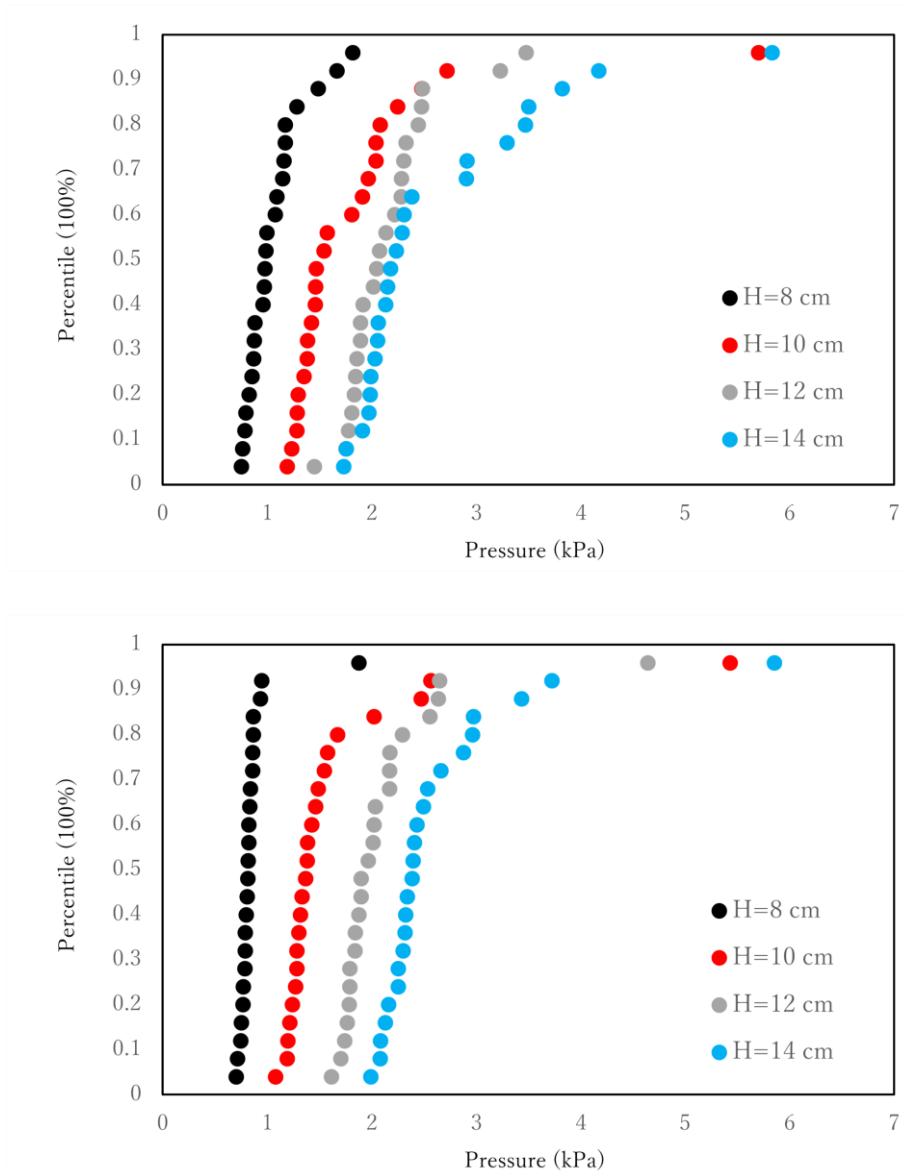 Percentile (100%)
1
0.9
0.8
0.7
0.6
0.5
0.4
0.3
0.2
0.1
0
H=8 cm
H=10 cm
H=12 cm
H=14 cm
0 1 2 3 4 5 6 7
Pressure (kPa)
Percentile (100%)
1
0.9
0.8
0.7
0.6
0.5
0.4
0.3
0.2
0.1
0
H=8 cm
H=10 cm
H=12 cm
H=14 cm
0 1 2 3 4 5 6 7
Pressure (kPa)